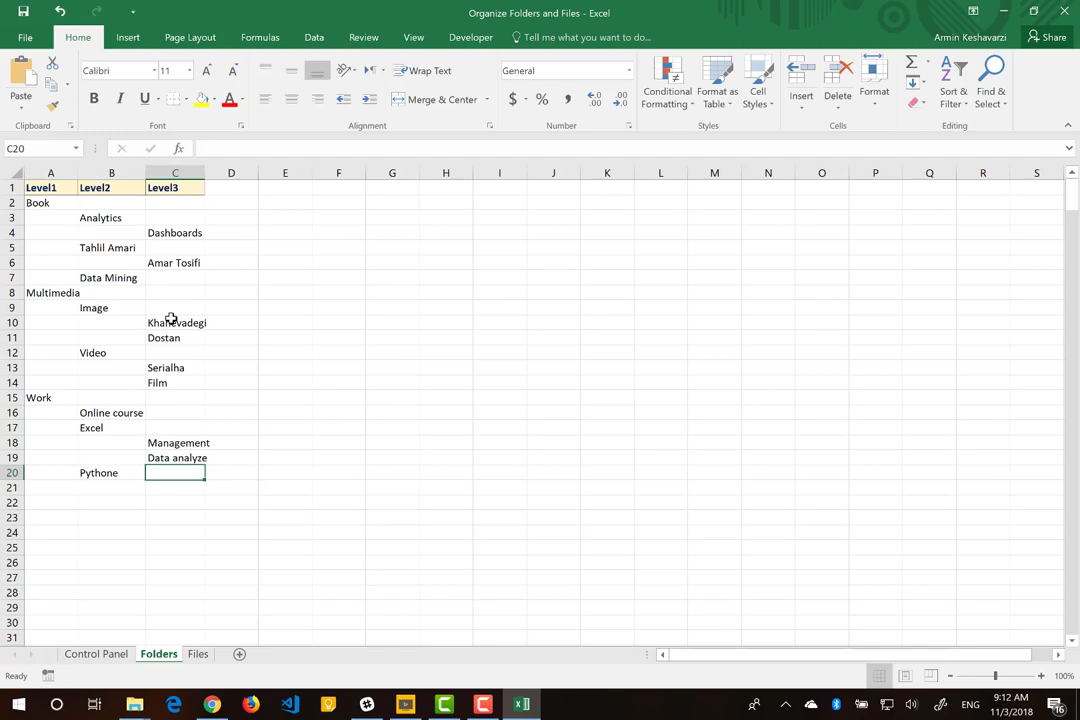 Organize Folders and Files - Excel
File Home Insert Page Layout Formulas Data Review View Developer Tell me what you want to do... Armin Keshavarzi Share
Calibri 11 Wrap Text General
Paste B I U A Merge & Center $ % Conditional Formatting Format as Table Cell Styles Insert Delete Format Sort & Filter Find & Select
Clipboard Font Alignment Number Styles Cells Editing
C20 fx
A B C D E F G H I J K L M N O P Q R S
1 Level1 Level2 Level3
2 Book
3 Analytics
4 Dashboards
5 Tahlil Amari
6 Amar Tosifi
7 Data Mining
8 Multimedia
9 Image
10
11 Dostan
12 Video
13 Serialha
14 Film
15 Work
16 Online course
17 Excel
18 Management
19 Data analyze
20 Pythone
21
22
23
24
25
26
27
28
29
30
31
Control Panel Folders Files
Ready 100%
ENG 9:12 AM
11/3/2018 16